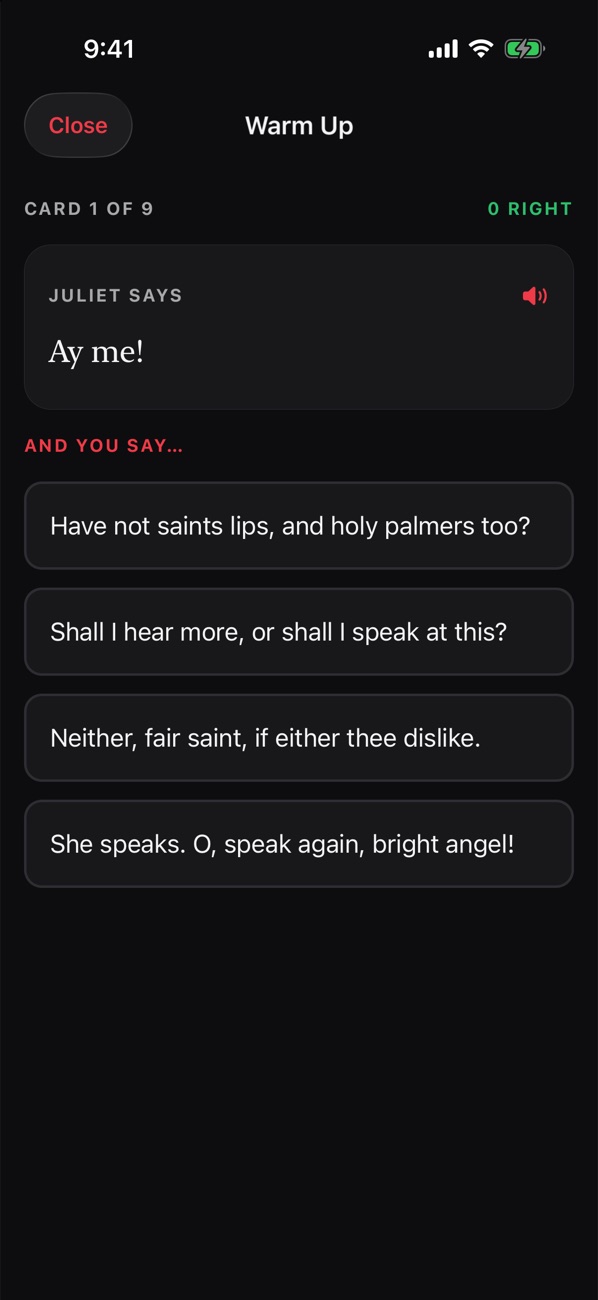 9:41
Close
Warm Up
CARD 1 OF 9
0 RIGHT
JULIET SAYS
Ay me!
AND YOU SAY...
Have not saints lips, and holy palmers too?
Shall I hear more, or shall I speak at this?
Neither, fair saint, if either thee dislike.
She speaks. O, speak again, bright angel!